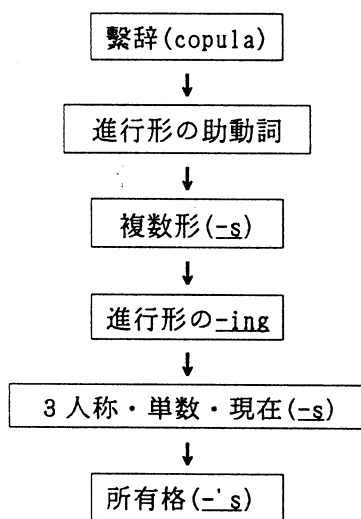 繋辞(copula)
進行形の助動詞
複数形(-s)
進行形の-ing
3人称・単数・現在(-s)
所有格(-'s)